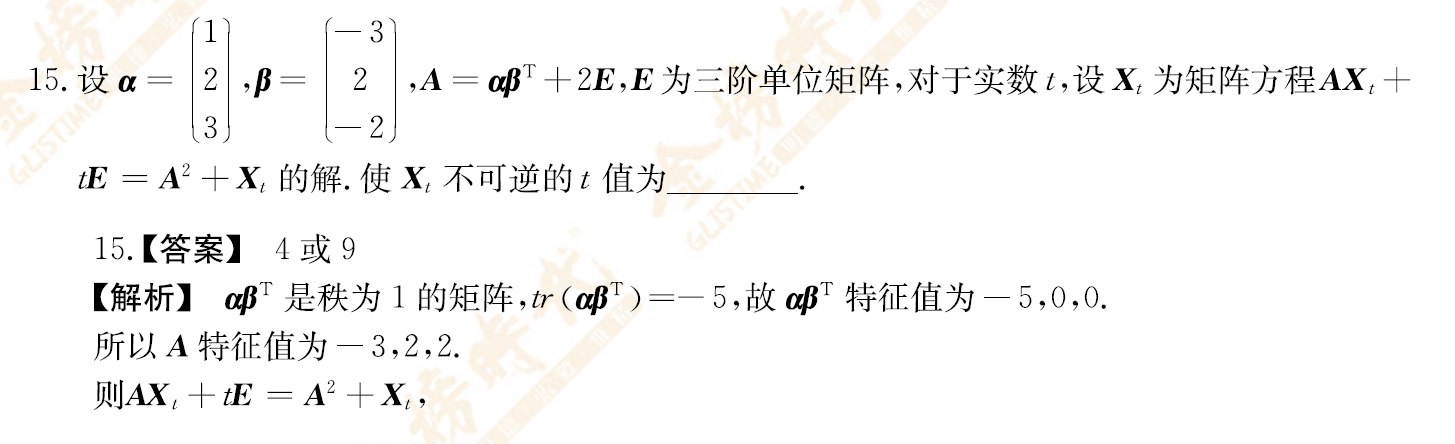 15. 设 α = (1 2 3), β = (−3 2 −2), A = αβᵀ + 2E, E 为三阶单位矩阵,对于实数 t,设 Xₜ 为矩阵方程AXₜ +
tE = A² + Xₜ 的解. 使 Xₜ 不可逆的 t 值为________.
15.【答案】 4 或 9
【解析】 αβᵀ 是秩为 1 的矩阵,tr(αβᵀ)=−5,故 αβᵀ 特征值为 −5,0,0.
所以 A 特征值为 −3,2,2.
则AXₜ + tE = A² + Xₜ,